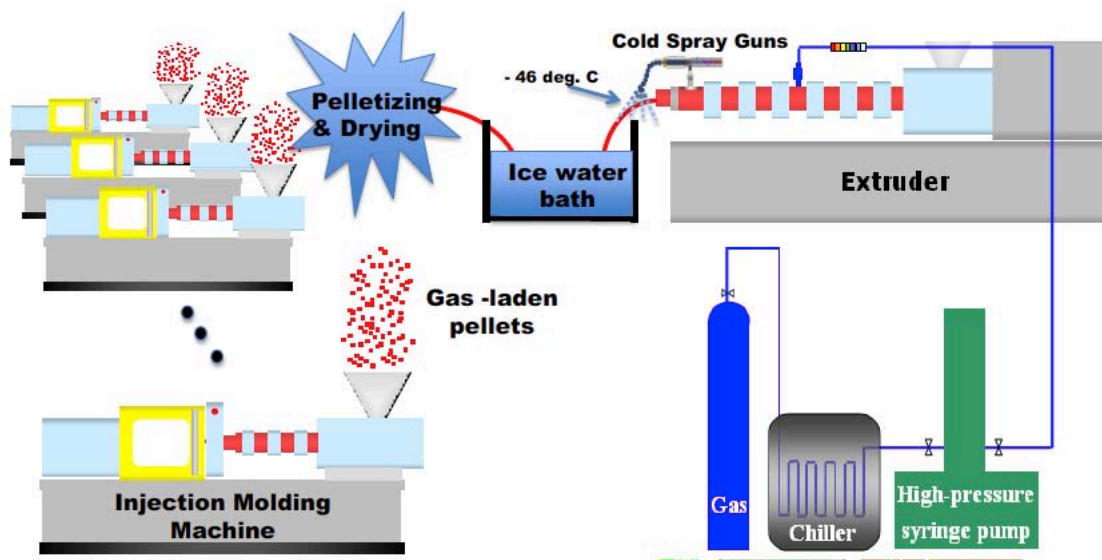 Cold Spray Guns
- 46 deg. C
Pelletizing
& Drying
Ice water
bath
Extruder
Gas -laden
pellets
Injection Molding
Machine
Gas
Chiller
High-pressure
syringe pump